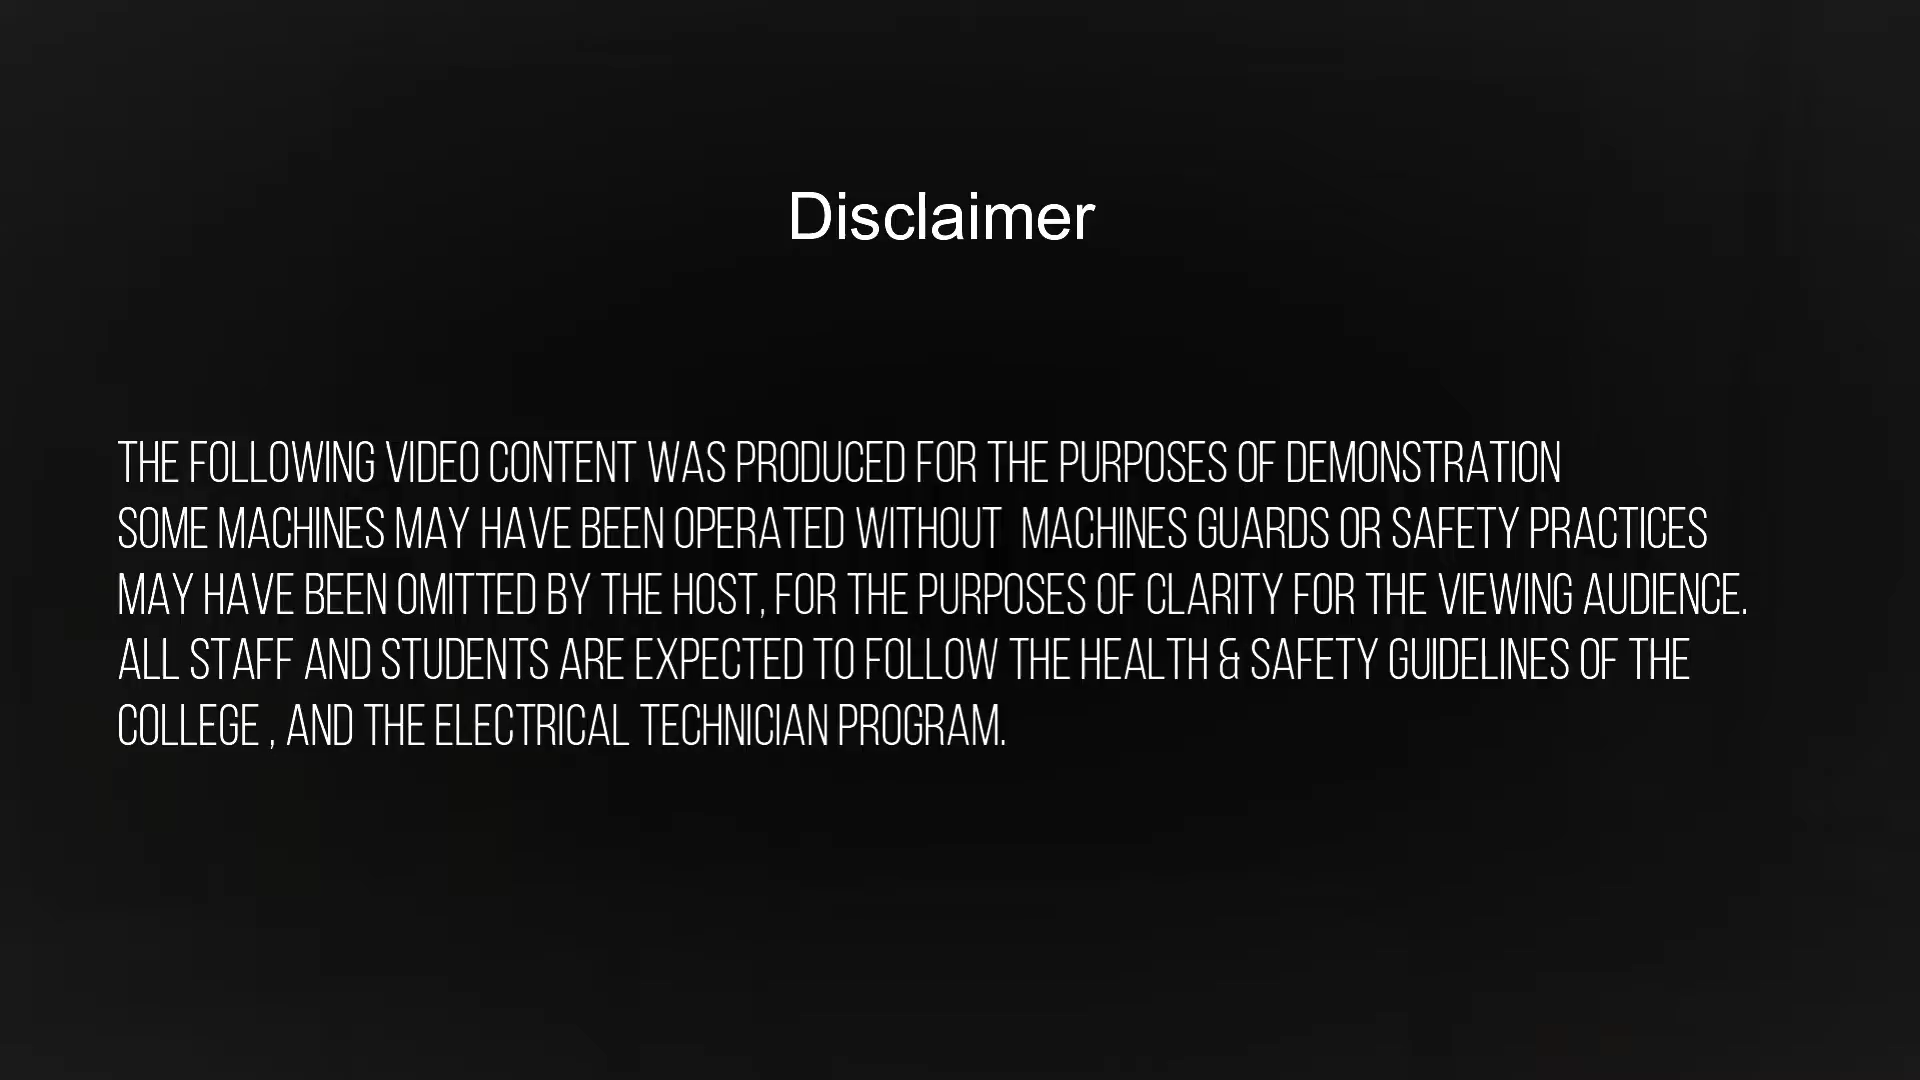 Disclaimer
THE FOLLOWING VIDEO CONTENT WAS PRODUCED FOR THE PURPOSES OF DEMONSTRATION
SOME MACHINES MAY HAVE BEEN OPERATED WITHOUT  MACHINES GUARDS OR SAFETY PRACTICES
MAY HAVE BEEN OMITTED BY THE HOST, FOR THE PURPOSES OF CLARITY FOR THE VIEWING AUDIENCE.
ALL STAFF AND STUDENTS ARE EXPECTED TO FOLLOW THE HEALTH & SAFETY GUIDELINES OF THE
COLLEGE , AND THE ELECTRICAL TECHNICIAN PROGRAM.